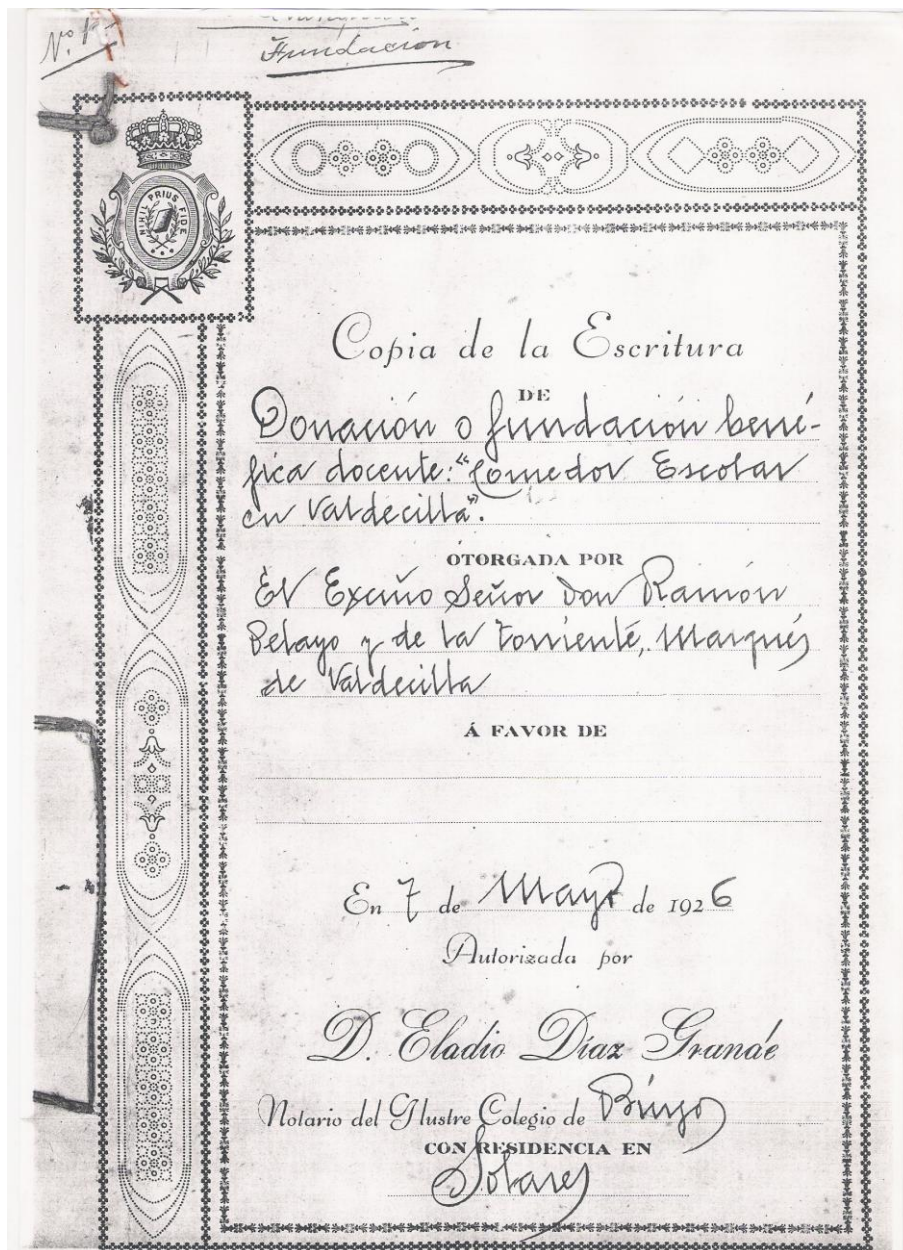 Nº 1
Fundación
NIHIL PRIUS FIDE
Copia de la Escritura
DE
Donación o fundación bené-
fica docente: "Comedor Escolar
en Valdecilla".
OTORGADA POR
El Excmo Señor Don Ramón
Pelayo y de la Torriente, Marqués
de Valdecilla
Á FAVOR DE
En 7 de Mayo de 1926
Autorizada por
D. Eladio Díaz Grande
Notario del Ilustre Colegio de Burgos
CON RESIDENCIA EN
Solares